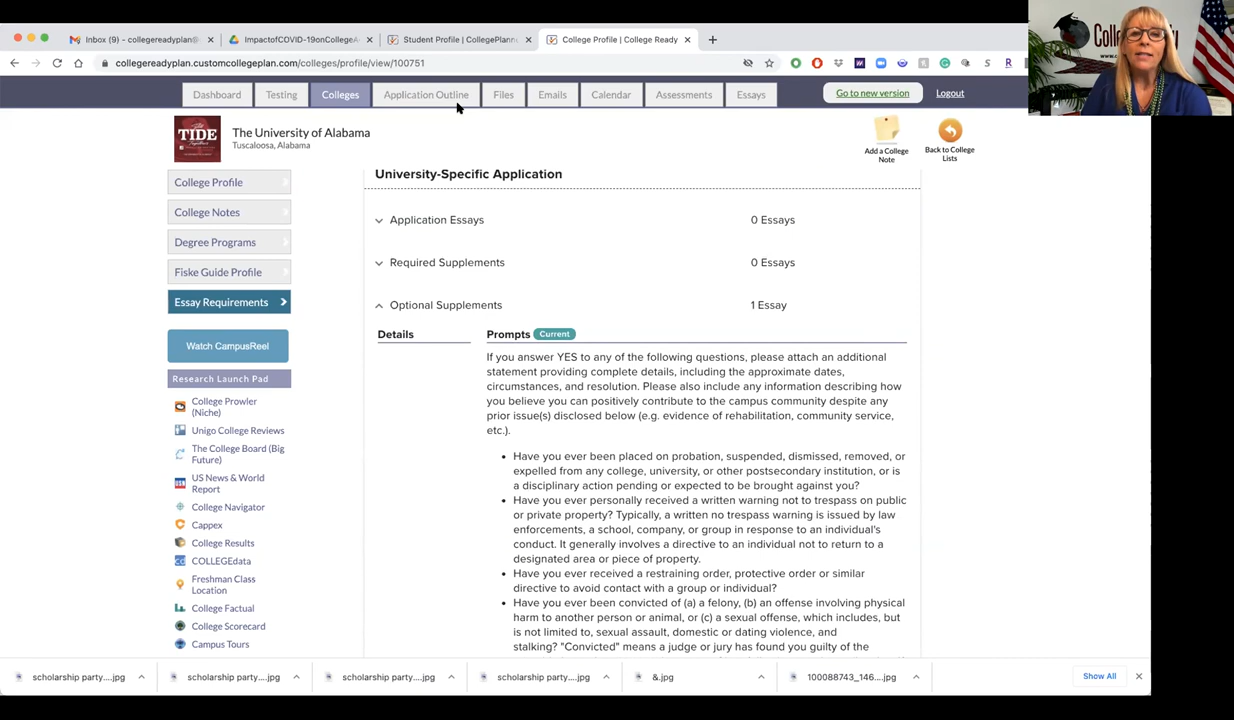 Inbox (9) - collegereadyplan@
ImpactofCOVID-19onCollegeA
Student Profile | CollegePlann
College Profile | College Ready
collegereadyplan.customcollegeplan.com/colleges/profile/view/100751
Dashboard
Testing
Colleges
Application Outline
Files
Emails
Calendar
Assessments
Essays
Go to new version
Logout
TIDE
The University of Alabama
Tuscaloosa, Alabama
Add a College
Note
Back to College
Lists
College Profile
College Notes
Degree Programs
Fiske Guide Profile
Essay Requirements
Watch CampusReel
Research Launch Pad
College Prowler
(Niche)
Unigo College Reviews
The College Board (Big
Future)
US News & World
Report
College Navigator
Cappex
College Results
COLLEGEdata
Freshman Class
Location
College Factual
College Scorecard
Campus Tours
University-Specific Application
Application Essays 0 Essays
Required Supplements 0 Essays
Optional Supplements 1 Essay
Details
Prompts Current
If you answer YES to any of the following questions, please attach an additional
statement providing complete details, including the approximate dates,
circumstances, and resolution. Please also include any information describing how
you believe you can positively contribute to the campus community despite any
prior issue(s) disclosed below (e.g. evidence of rehabilitation, community service,
etc.).
• Have you ever been placed on probation, suspended, dismissed, removed, or
expelled from any college, university, or other postsecondary institution, or is
a disciplinary action pending or expected to be brought against you?
• Have you ever personally received a written warning not to trespass on public
or private property? Typically, a written no trespass warning is issued by law
enforcements, a school, company, or group in response to an individual's
conduct. It generally involves a directive to an individual not to return to a
designated area or piece of property.
• Have you ever received a restraining order, protective order or similar
directive to avoid contact with a group or individual?
• Have you ever been convicted of (a) a felony, (b) an offense involving physical
harm to another person or animal, or (c) a sexual offense, which includes, but
is not limited to, sexual assault, domestic or dating violence, and
stalking? "Convicted" means a judge or jury has found you guilty of the
scholarship party....jpg
scholarship party....jpg
scholarship party....jpg
scholarship party....jpg
&.jpg
100088743_146....jpg
Show All